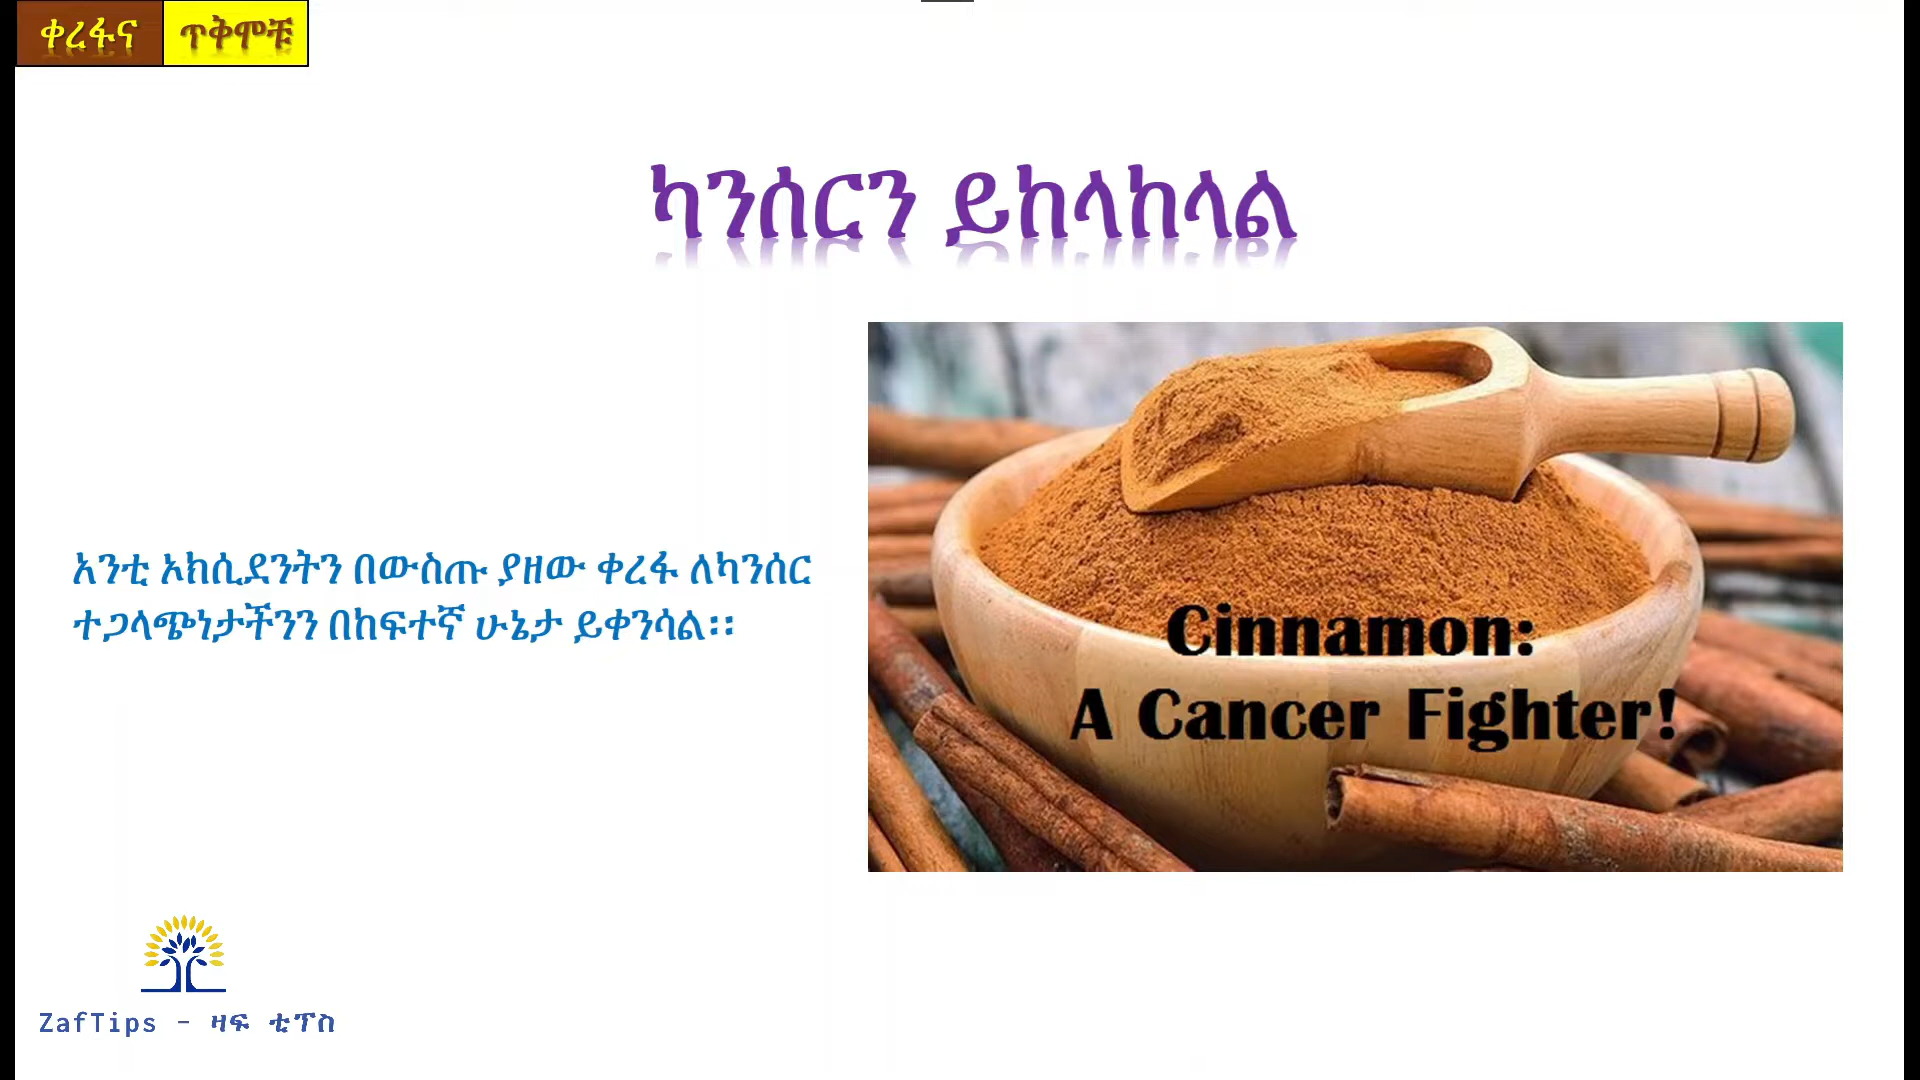 ቀረፋና ጥቅሞቹ
ካንሰርን ይከላከላል
አንቲ ኦክሲደንትን በውስጡ ያዘው ቀረፋ ለካንሰር
ተጋላጭነታችንን በከፍተኛ ሁኔታ ይቀንሳል፡፡
Cinnamon:
A Cancer Fighter!
ZafTips - ዛፍ ቲፕስ